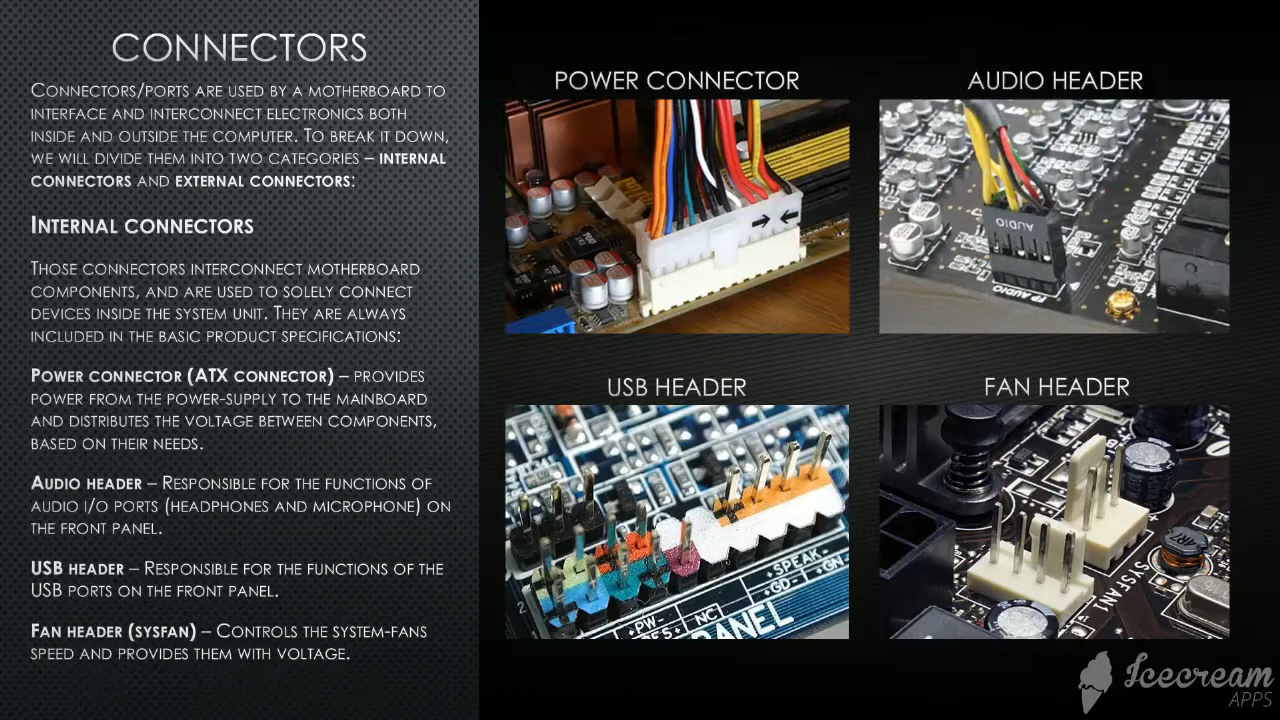 CONNECTORS
CONNECTORS/PORTS ARE USED BY A MOTHERBOARD TO
INTERFACE AND INTERCONNECT ELECTRONICS BOTH
INSIDE AND OUTSIDE THE COMPUTER. TO BREAK IT DOWN,
WE WILL DIVIDE THEM INTO TWO CATEGORIES – INTERNAL
CONNECTORS AND EXTERNAL CONNECTORS:
INTERNAL CONNECTORS
THOSE CONNECTORS INTERCONNECT MOTHERBOARD
COMPONENTS, AND ARE USED TO SOLELY CONNECT
DEVICES INSIDE THE SYSTEM UNIT. THEY ARE ALWAYS
INCLUDED IN THE BASIC PRODUCT SPECIFICATIONS:
POWER CONNECTOR (ATX CONNECTOR) – PROVIDES
POWER FROM THE POWER-SUPPLY TO THE MAINBOARD
AND DISTRIBUTES THE VOLTAGE BETWEEN COMPONENTS,
BASED ON THEIR NEEDS.
AUDIO HEADER – RESPONSIBLE FOR THE FUNCTIONS OF
AUDIO I/O PORTS (HEADPHONES AND MICROPHONE) ON
THE FRONT PANEL.
USB HEADER – RESPONSIBLE FOR THE FUNCTIONS OF THE
USB PORTS ON THE FRONT PANEL.
FAN HEADER (SYSFAN) – CONTROLS THE SYSTEM-FANS
SPEED AND PROVIDES THEM WITH VOLTAGE.
POWER CONNECTOR
AUDIO HEADER
AUDIO
F AUDIO
USB HEADER
+SPEAK-
-GD-
-GN-
+PW-
NC
PANEL
2
FAN HEADER
SYSFAN1
Icecream
APPS